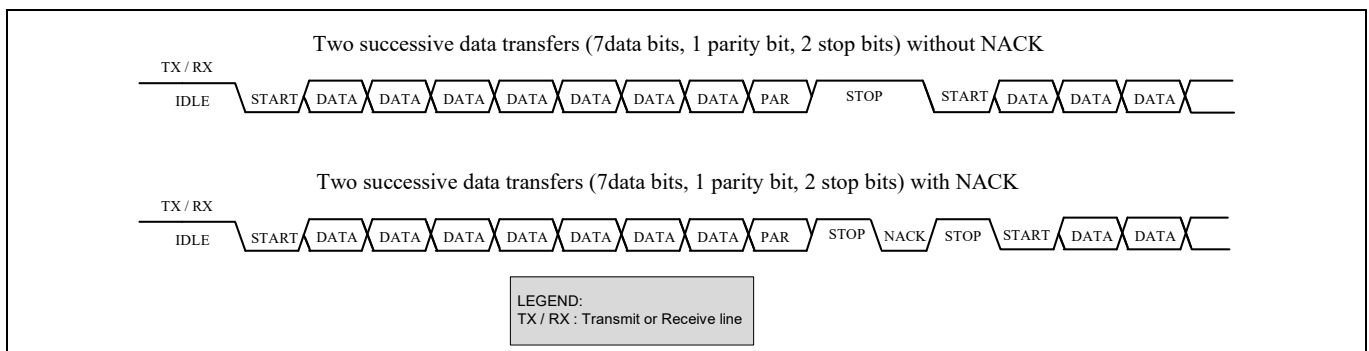 Two successive data transfers (7data bits, 1 parity bit, 2 stop bits) without NACK
TX / RX
IDLE START DATA DATA DATA DATA DATA DATA DATA PAR STOP START DATA DATA DATA
Two successive data transfers (7data bits, 1 parity bit, 2 stop bits) with NACK
TX / RX
IDLE START DATA DATA DATA DATA DATA DATA DATA PAR STOP NACK STOP START DATA DATA
LEGEND:
TX / RX : Transmit or Receive line